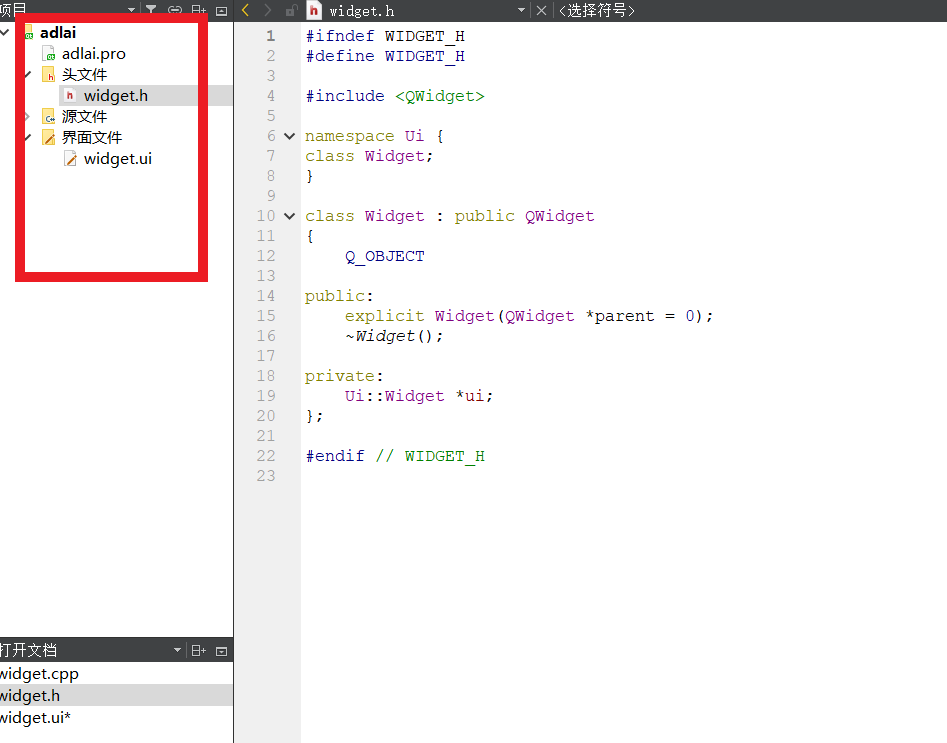 项目
widget.h
<选择符号>
adlai
adlai.pro
头文件
widget.h
源文件
界面文件
widget.ui
1 #ifndef WIDGET_H
2 #define WIDGET_H
3
4 #include <QWidget>
5
6 namespace Ui {
7 class Widget;
8 }
9
10 class Widget : public QWidget
11 {
12 Q_OBJECT
13
14 public:
15 explicit Widget(QWidget *parent = 0);
16 ~Widget();
17
18 private:
19 Ui::Widget *ui;
20 };
21
22 #endif // WIDGET_H
23
打开文档
widget.cpp
widget.h
widget.ui*